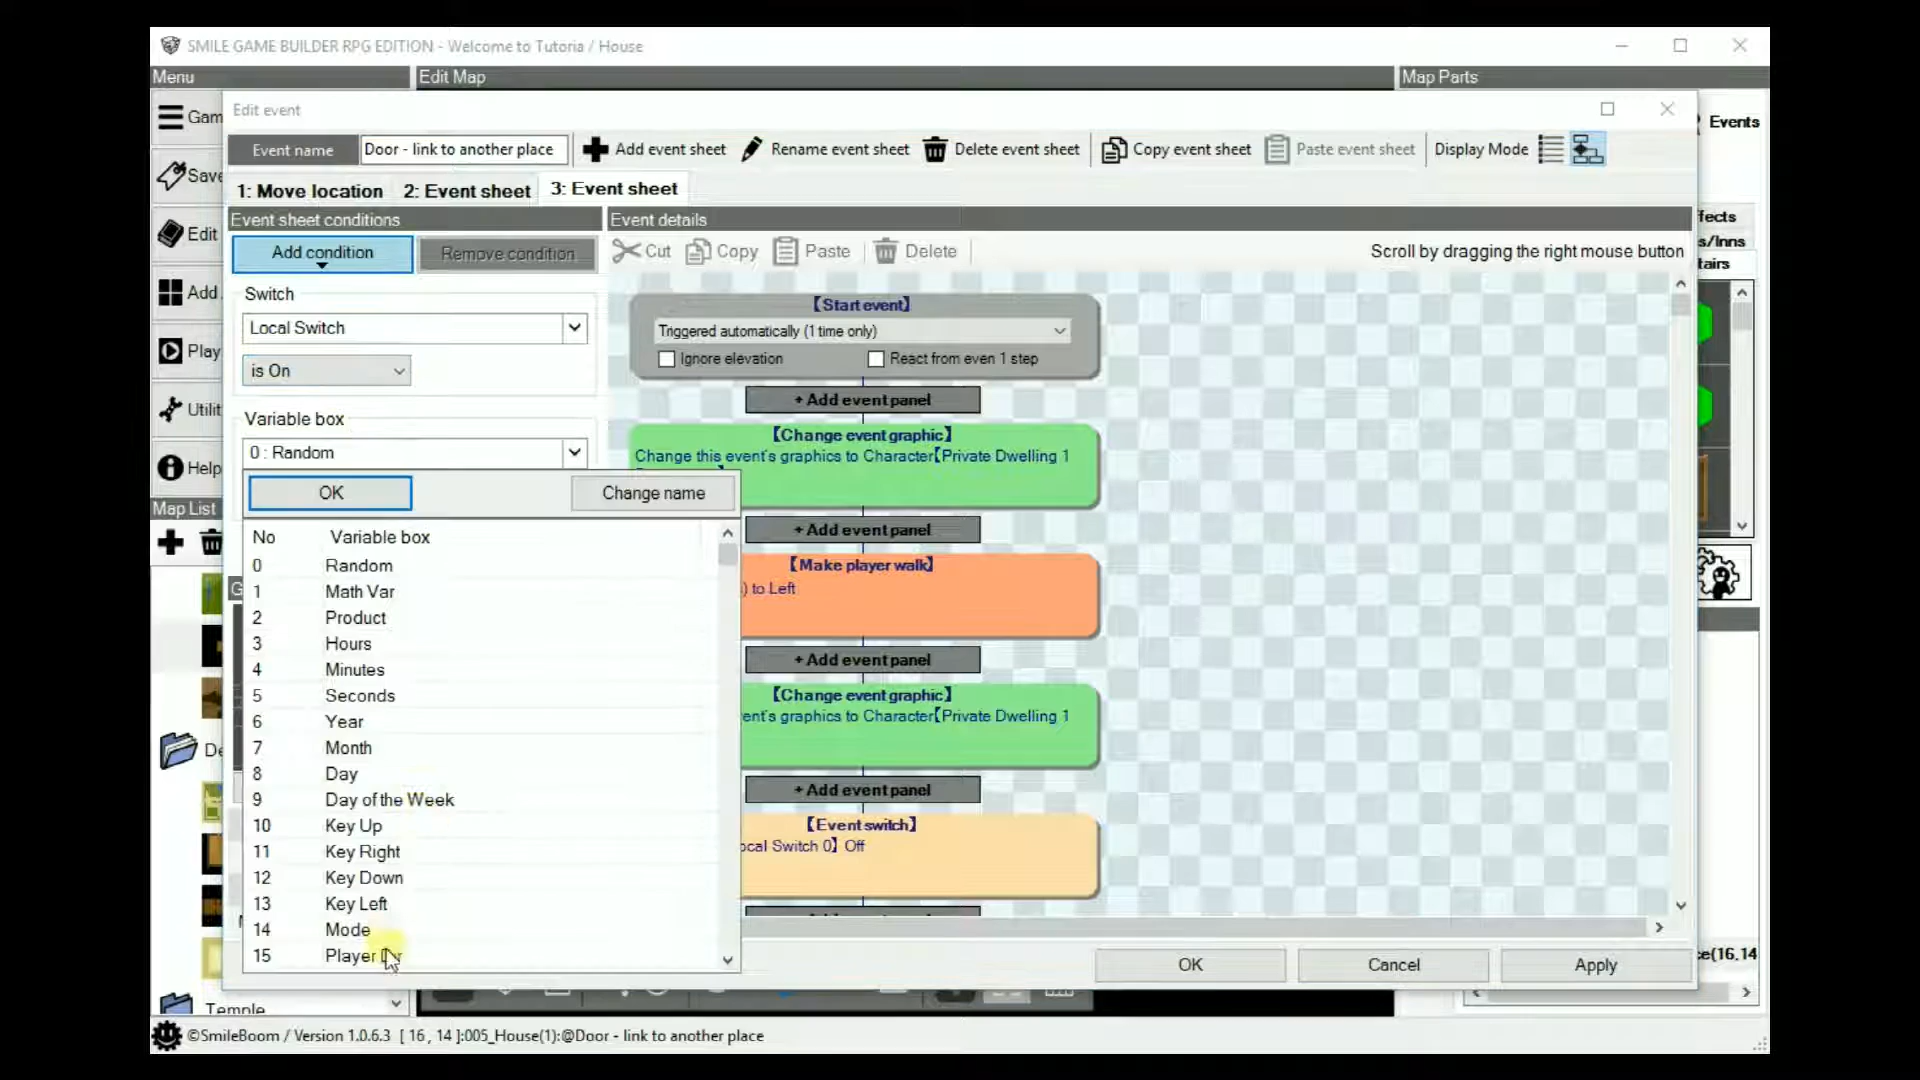 SMILE GAME BUILDER RPG EDITION - Welcome to Tutoria / House
Menu
Edit Map
Map Parts
Gam
Save
Edit
Add
Play
Utilit
Help
Map List
Temple
Events
fects
s/Inns
tairs
Edit event
Event name
Door - link to another place
Add event sheet
Rename event sheet
Delete event sheet
Copy event sheet
Paste event sheet
Display Mode
1: Move location
2: Event sheet
3: Event sheet
Event sheet conditions
Event details
Add condition
Remove condition
Cut
Copy
Paste
Delete
Scroll by dragging the right mouse button
Switch
Local Switch
is On
Variable box
0 : Random
OK
Change name
No Variable box
0 Random
1 Math Var
2 Product
3 Hours
4 Minutes
5 Seconds
6 Year
7 Month
8 Day
9 Day of the Week
10 Key Up
11 Key Right
12 Key Down
13 Key Left
14 Mode
15 Player
【Start event】
Triggered automatically (1 time only)
Ignore elevation
React from even 1 step
+ Add event panel
【Change event graphic】
Change this event's graphics to Character【Private Dwelling 1
+ Add event panel
【Make player walk】
) to Left
+ Add event panel
【Change event graphic】
ent's graphics to Character【Private Dwelling 1
+ Add event panel
【Event switch】
ocal Switch 0】 Off
OK
Cancel
Apply
ce(16,14
©SmileBoom / Version 1.0.6.3 [ 16 , 14 ]:005_House(1):@Door - link to another place